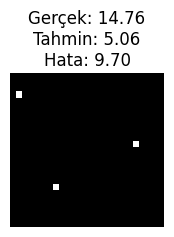 Gerçek: 14.76
Tahmin: 5.06
Hata: 9.70